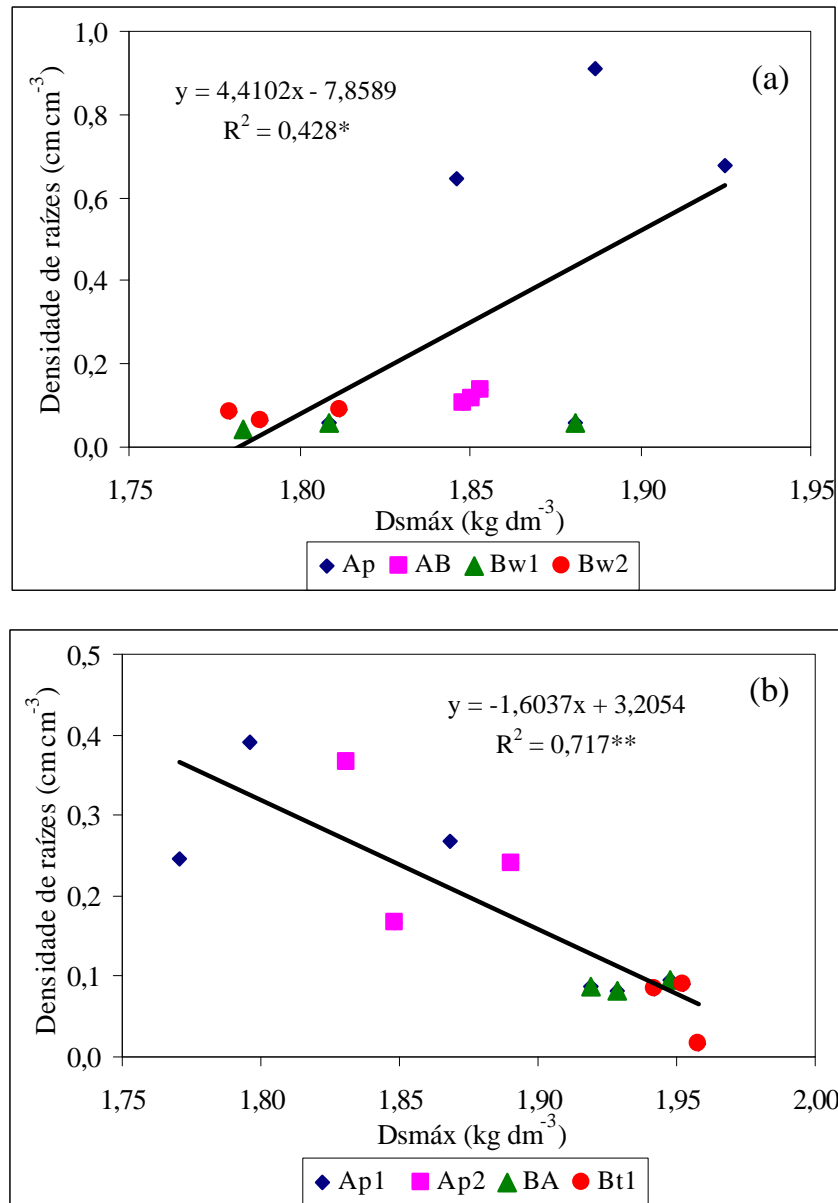 1,0
0,8
0,6
0,4
0,2
0,0
Densidade de raízes (cm cm⁻³)
y = 4,4102x - 7,8589
R² = 0,428*
(a)
1,75 1,80 1,85 1,90 1,95
Dsmáx (kg dm⁻³)
Ap AB Bw1 Bw2
0,5
0,4
0,3
0,2
0,1
0,0
Densidade de raízes (cm cm⁻³)
y = -1,6037x + 3,2054
R² = 0,717**
(b)
1,75 1,80 1,85 1,90 1,95 2,00
Dsmáx (kg dm⁻³)
Ap1 Ap2 BA Bt1